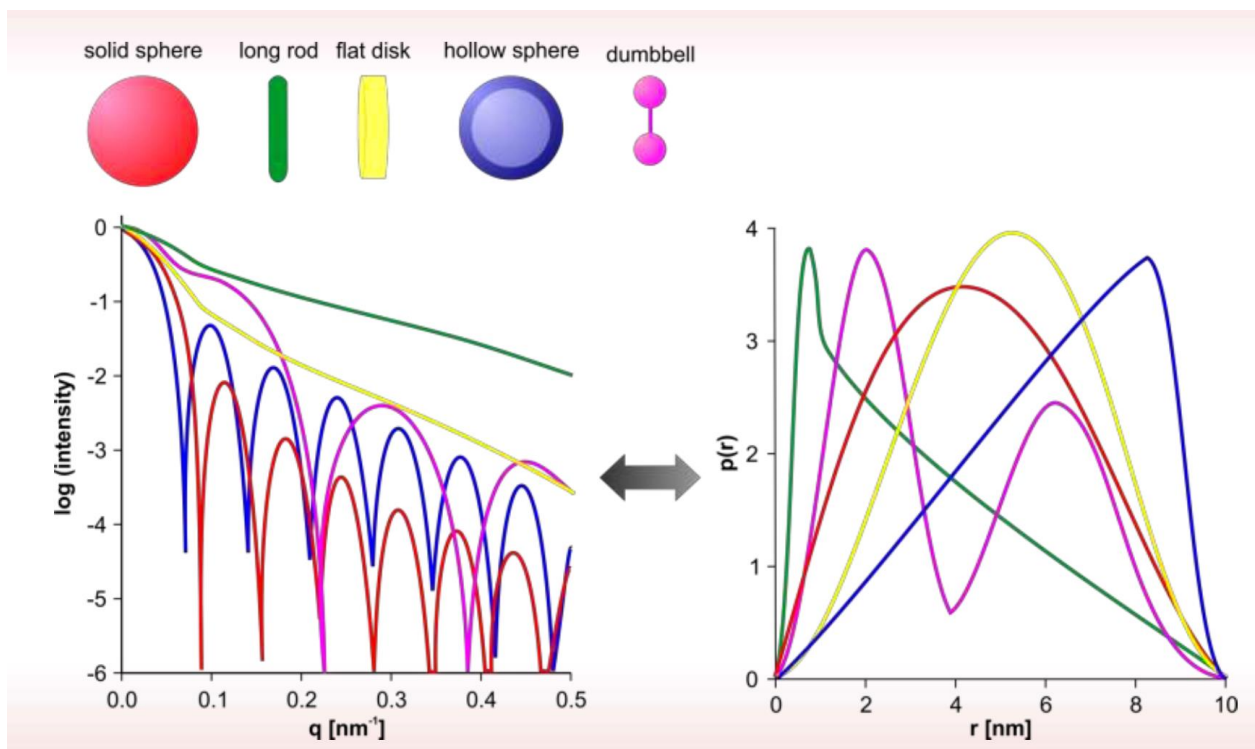 solid sphere long rod flat disk hollow sphere dumbbell
log (intensity)
0
-1
-2
-3
-4
-5
-6
0.0 0.1 0.2 0.3 0.4 0.5
q [nm⁻¹]
p(r)
4
3
2
1
0
0 2 4 6 8 10
r [nm]